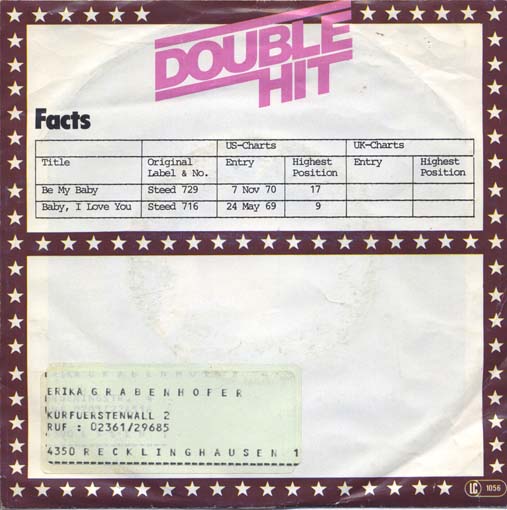 DOUBLE
HIT
Facts
US-Charts UK-Charts
Title Original Entry Highest Entry Highest
Label & No. Position Position
Be My Baby Steed 729 7 Nov 70 17
Baby, I Love You Steed 716 24 May 69 9
ERIKA GRABENHOFER
KURFUERSTENWALL 2
RUF : 02361/29685
4350 RECKLINGHAUSEN 1
LC 1056